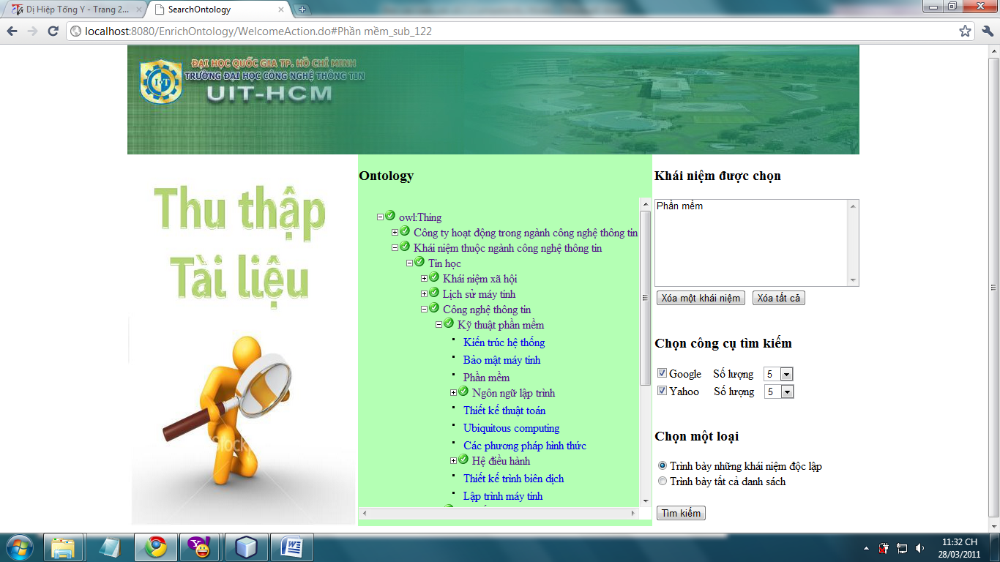 Dị Hiệp Tống Y - Trang 2...
SearchOntology
localhost:8080/EnrichOntology/WelcomeAction.do#Phần mềm_sub_122
ĐẠI HỌC QUỐC GIA TP. HỒ CHÍ MINH
TRƯỜNG ĐẠI HỌC CÔNG NGHỆ THÔNG TIN
UIT-HCM
Thu thập
Tài liệu
Ontology
owl:Thing
Công ty hoạt động trong ngành công nghệ thông tin
Khái niệm thuộc ngành công nghệ thông tin
Tin học
Khái niệm xã hội
Lịch sử máy tính
Công nghệ thông tin
Kỹ thuật phần mềm
Kiến trúc hệ thống
Bảo mật máy tính
Phần mềm
Ngôn ngữ lập trình
Thiết kế thuật toán
Ubiquitous computing
Các phương pháp hình thức
Hệ điều hành
Thiết kế trình biên dịch
Lập trình máy tính
Khái niệm được chọn
Phần mềm
Xóa một khái niệm Xóa tất cả
Chọn công cụ tìm kiếm
Google Số lượng 5
Yahoo Số lượng 5
Chọn một loại
Trình bày những khái niệm độc lập
Trình bày tất cả danh sách
Tìm kiếm
11:32 CH
28/03/2011